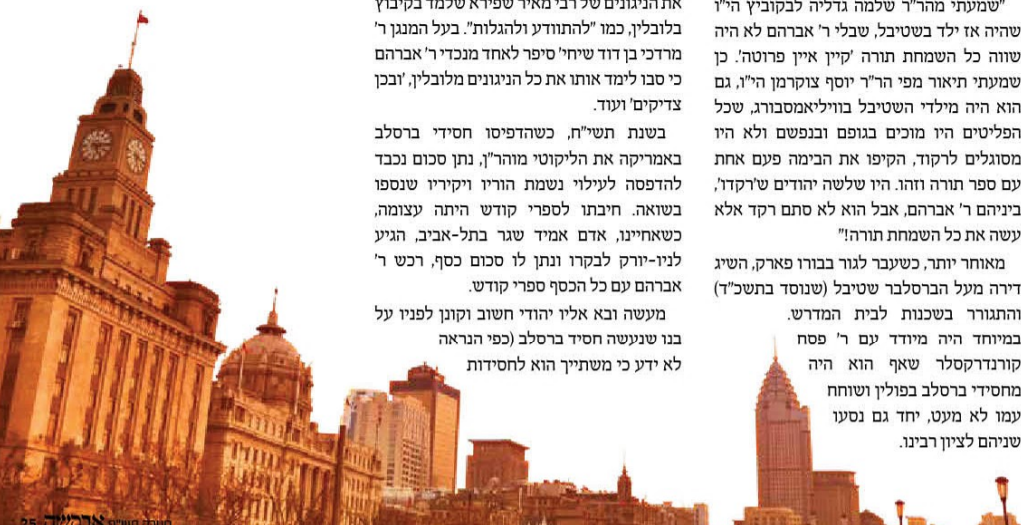 "שמעתי מהר"ר שלמה גדליה לבקוביץ הי"ו
שהיה אז ילד בשטיבל, שבלי ר' אברהם לא היה
שווה כל השמחת תורה 'קיין איין פרוטה'. כן
שמעתי תיאור מפי הר"ר יוסף צוקרמן הי"ו, גם
הוא היה מילדי השטיבל בוויליאמסבורג, שכל
הפליטים היו מוכים בגופם ובנפשם ולא היו
מסוגלים לרקוד, הקיפו את הבימה פעם אחת
עם ספר תורה וזהו. היו שלשה יהודים ש'רקדו',
ביניהם ר' אברהם, אבל הוא לא סתם רקד אלא
עשה את כל השמחת תורה!"
מאוחר יותר, כשעבר לגור בבורו פארק, השיג
דירה מעל הברסלבר שטיבל (שנוסד בתשכ"ד)
והתגורר בשכנות לבית המדרש.
במיוחד היה מיודד עם ר' פסח
קורנדרקסלר שאף הוא היה
מחסידי ברסלב בפולין ושוחח
עמו לא מעט, יחד גם נסעו
שניהם לציון רבינו.
את הניגונים של רבי מאיר שפירא שלמד בקיבוץ
בלובלין, כמו "להתוודע ולהגלות". בעל המנגן ר'
מרדכי בן דוד שיחי' סיפר לאחד מנכדי ר' אברהם
כי סבו לימד אותו את כל הניגונים מלובלין, 'ובכן
צדיקים' ועוד.
בשנת תשי"ח, כשהדפיסו חסידי ברסלב
באמריקה את הליקוטי מוהר"ן, נתן סכום נכבד
להדפסה לעילוי נשמת הוריו ויקיריו שנספו
בשואה. חיבתו לספרי קודש היתה עצומה,
כשאחיינו, אדם אמיד שגר בתל-אביב, הגיע
לניו-יורק לבקרו ונתן לו סכום כסף, רכש ר'
אברהם עם כל הכסף ספרי קודש.
מעשה ובא אליו יהודי חשוב וקונן לפניו על
בנו שנעשה חסיד ברסלב (כפי הנראה
לא ידע כי משתייך הוא לחסידות